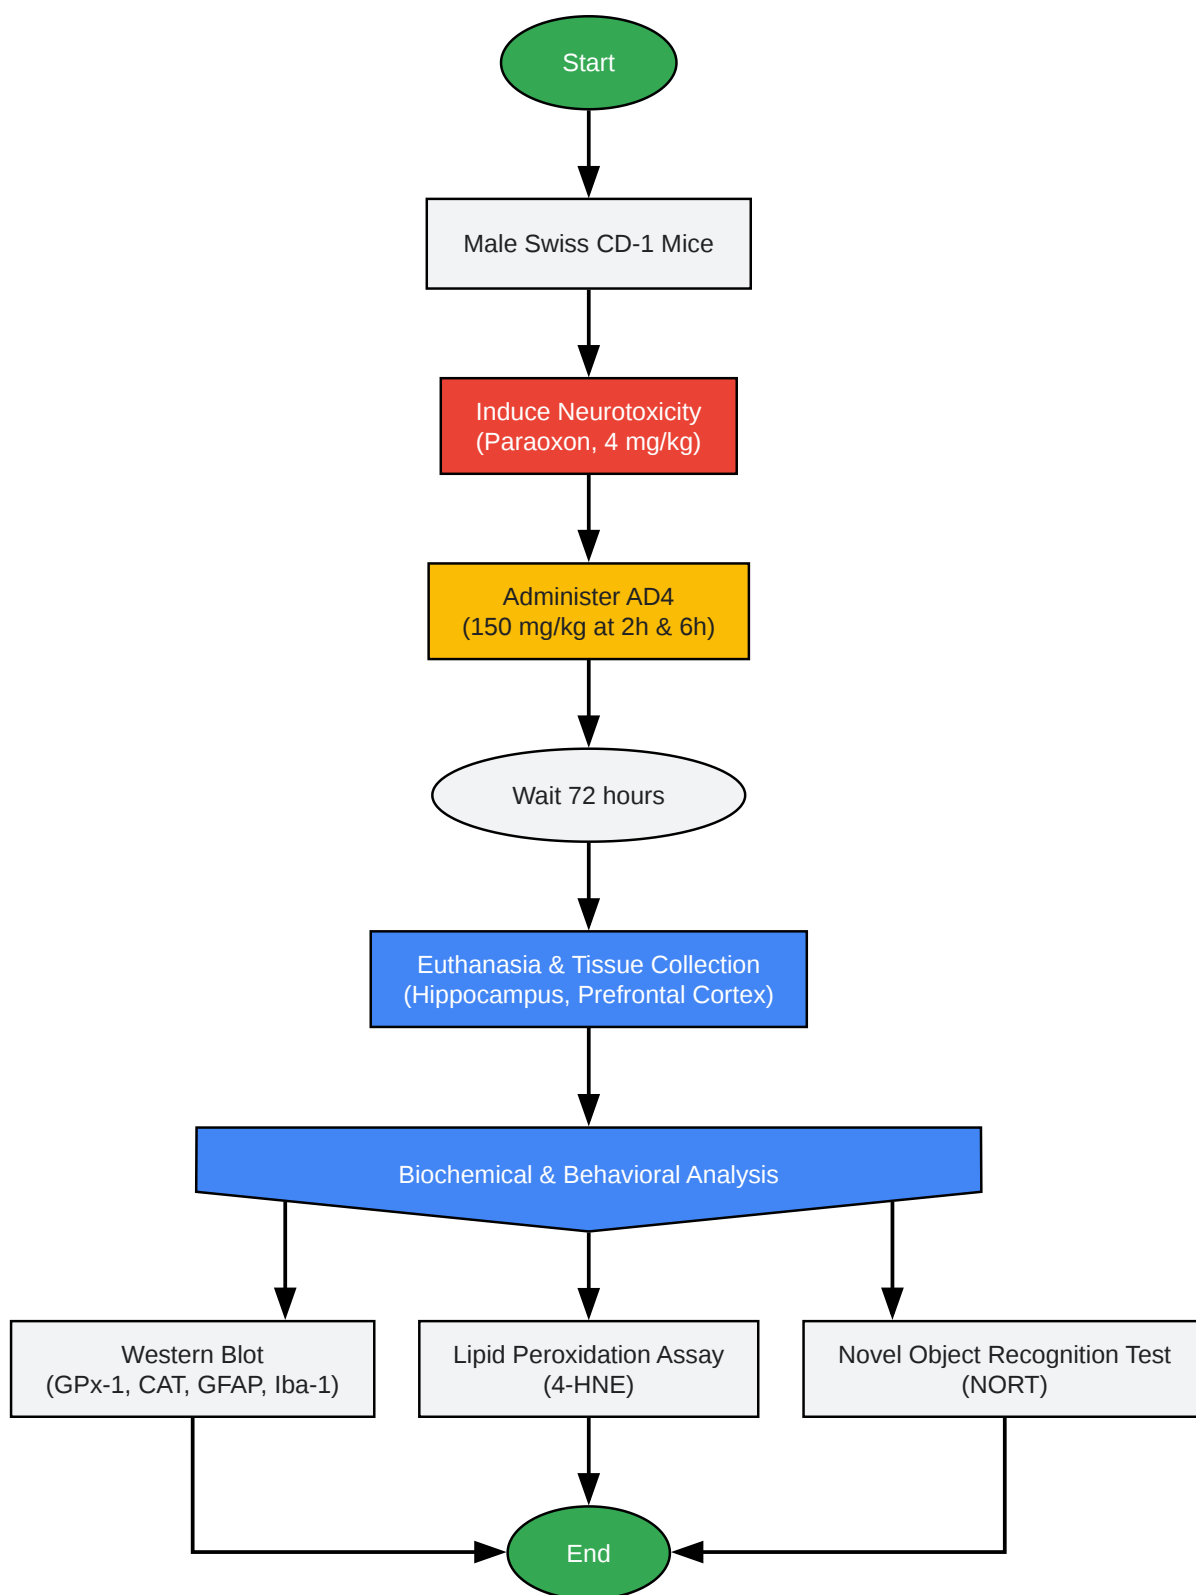 Start
Male Swiss CD-1 Mice
Induce Neurotoxicity
(Paraoxon, 4 mg/kg)
Administer AD4
(150 mg/kg at 2h & 6h)
Wait 72 hours
Euthanasia & Tissue Collection
(Hippocampus, Prefrontal Cortex)
Biochemical & Behavioral Analysis
Western Blot
(GPx-1, CAT, GFAP, Iba-1)
Lipid Peroxidation Assay
(4-HNE)
Novel Object Recognition Test
(NORT)
End